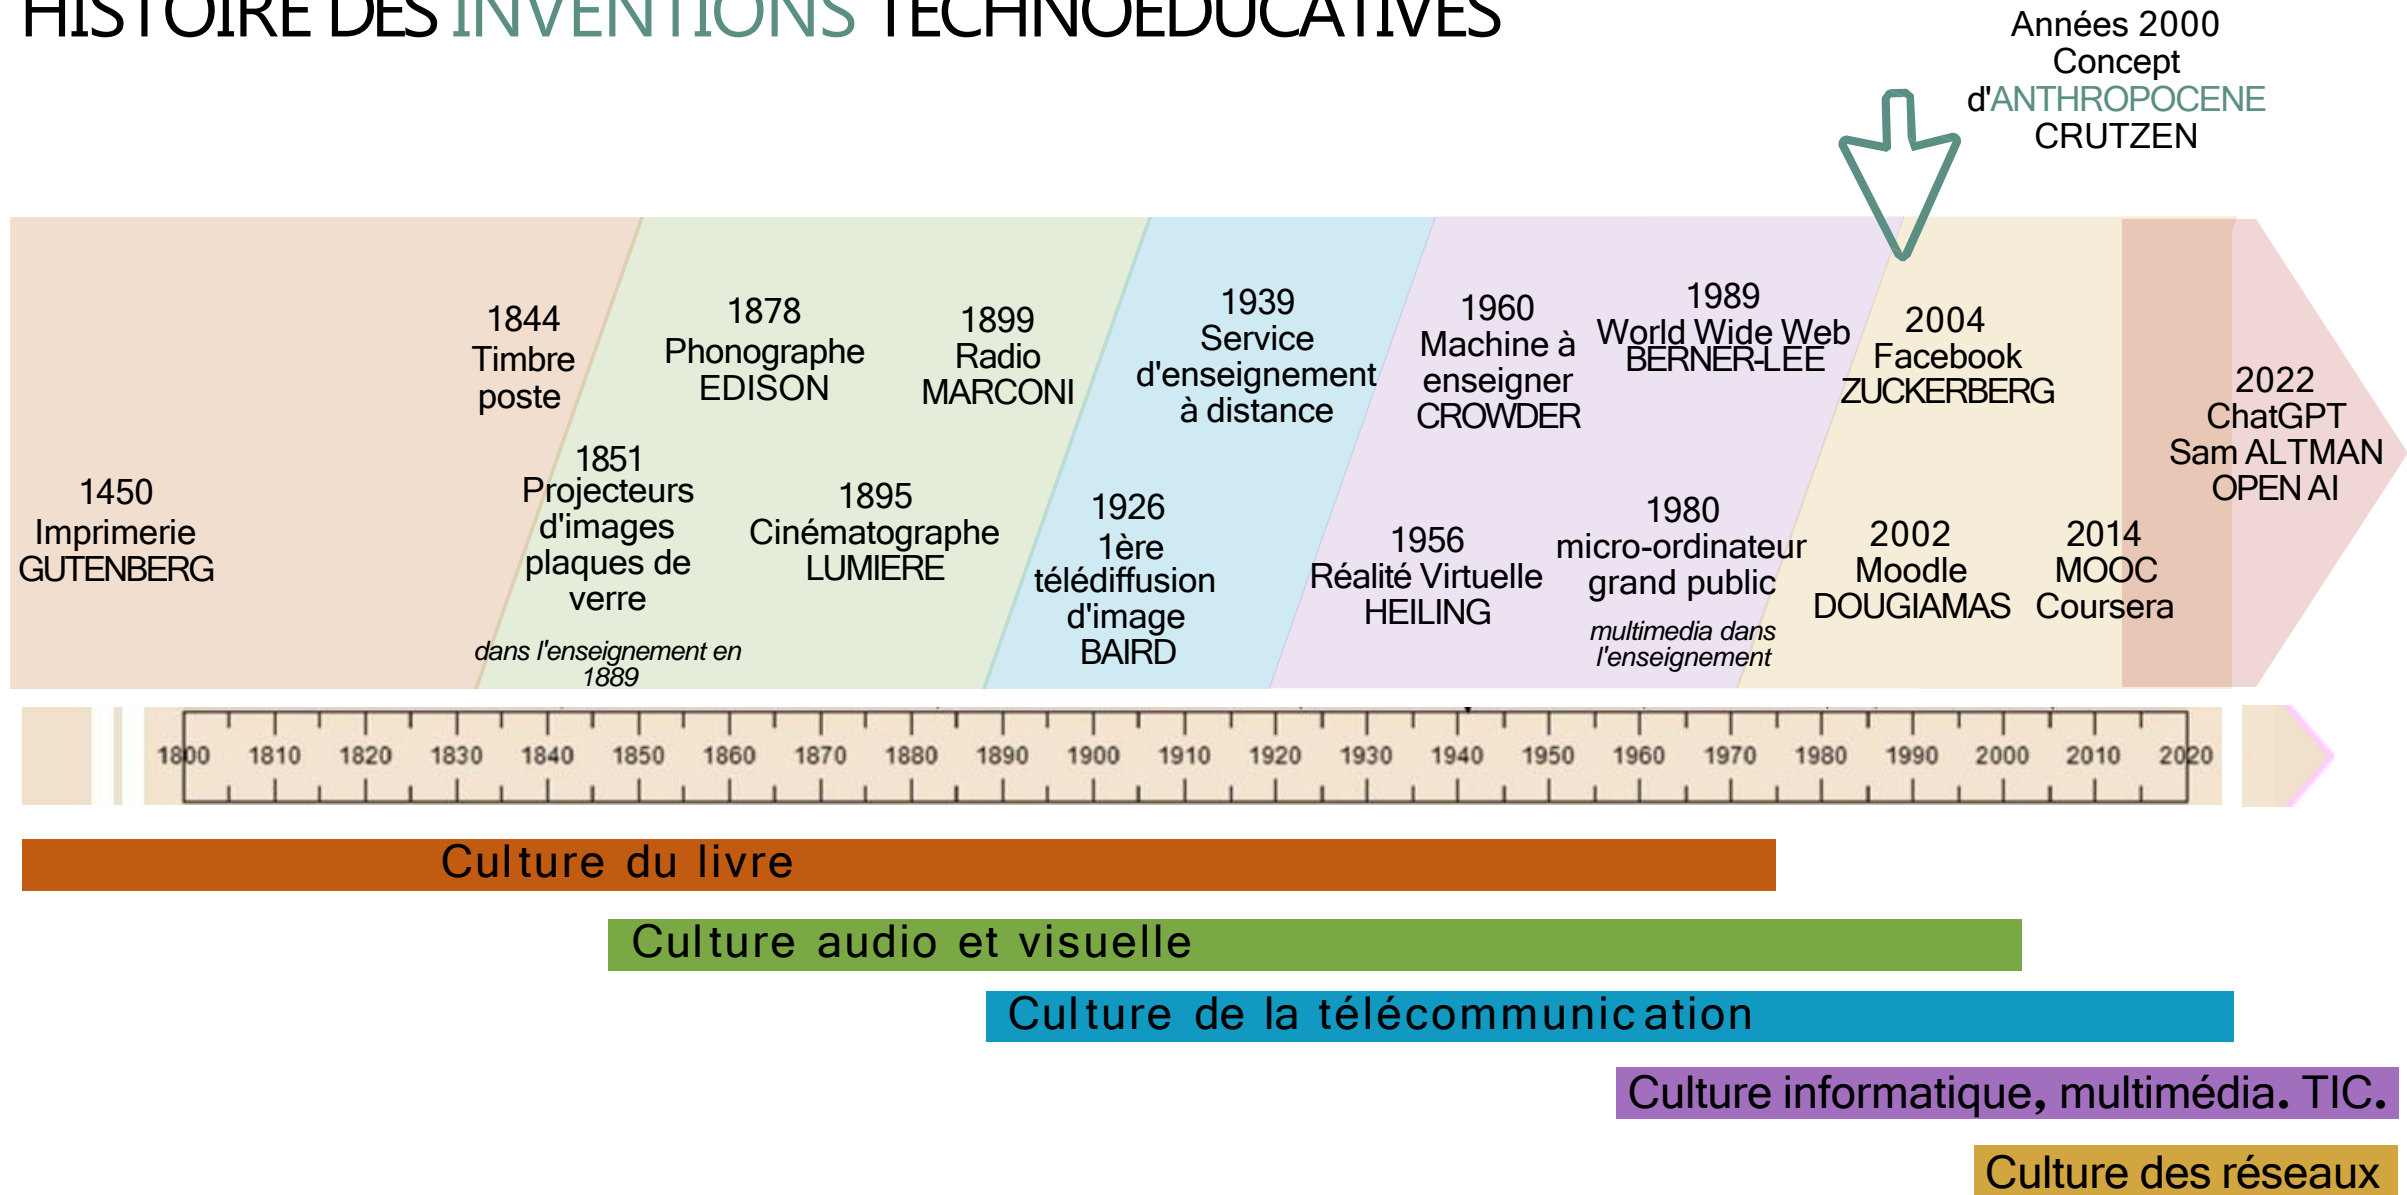 HISTOIRE DES INVENTIONS TECHNOEDUCATIVES
Années 2000
Concept
d'ANTHROPOCENE
CRUTZEN
1450
Imprimerie
GUTENBERG
1844
Timbre
poste
1851
Projecteurs
d'images
plaques de
verre
dans l'enseignement en
1889
1878
Phonographe
EDISON
1895
Cinématographe
LUMIERE
1899
Radio
MARCONI
1926
1ère
télédiffusion
d'image
BAIRD
1939
Service
d'enseignement
à distance
1956
Réalité Virtuelle
HEILING
1960
Machine à
enseigner
CROWDER
1980
micro-ordinateur
grand public
multimedia dans
l'enseignement
1989
World Wide Web
BERNER-LEE
2002
Moodle
DOUGIAMAS
2004
Facebook
ZUCKERBERG
2014
MOOC
Coursera
2022
ChatGPT
Sam ALTMAN
OPEN AI
1800 1810 1820 1830 1840 1850 1860 1870 1880 1890 1900 1910 1920 1930 1940 1950 1960 1970 1980 1990 2000 2010 2020
Culture du livre
Culture audio et visuelle
Culture de la télécommunication
Culture informatique, multimédia. TIC.
Culture des réseaux